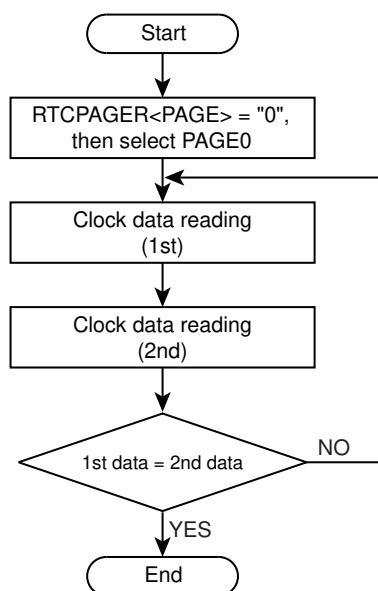 Start
RTCPAGER<PAGE> = "0",
then select PAGE0
Clock data reading
(1st)
Clock data reading
(2nd)
1st data = 2nd data
NO
YES
End